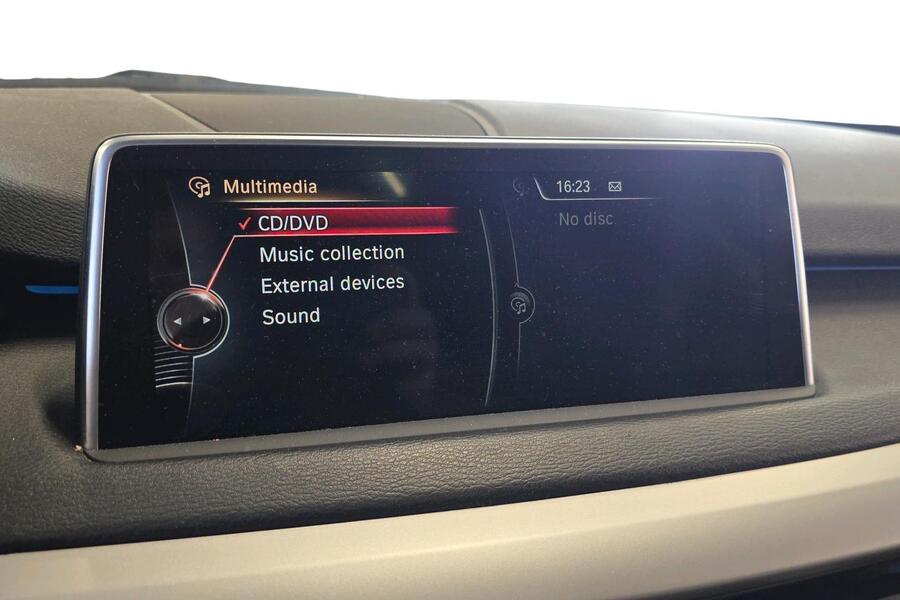 Multimedia
CD/DVD
Music collection
External devices
Sound
16:23
No disc